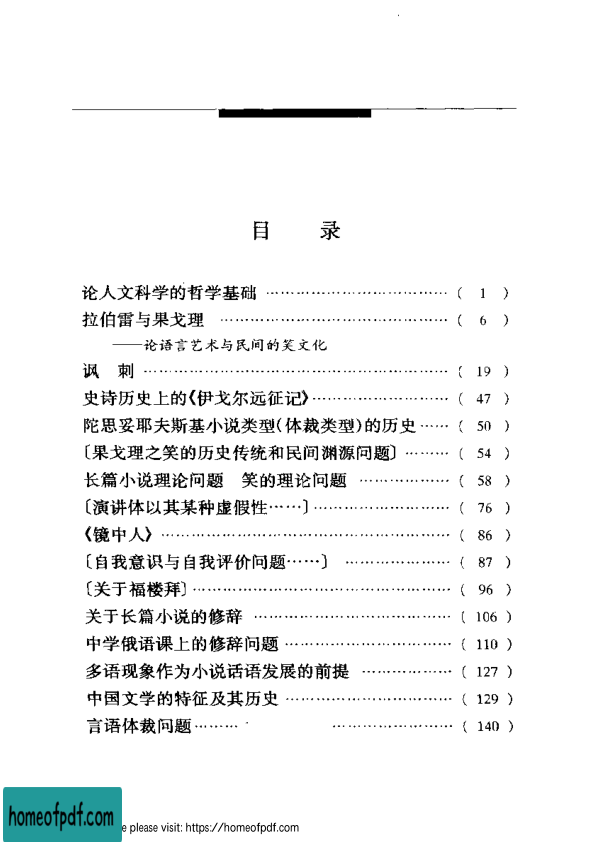 目 录
论人文科学的哲学基础 ……………………………… ( 1 )
拉伯雷与果戈理 ……………………………………… ( 6 )
——论语言艺术与民间的笑文化
讽 刺 …………………………………………………… ( 19 )
史诗历史上的《伊戈尔远征记》……………………… ( 47 )
陀思妥耶夫斯基小说类型(体裁类型)的历史 …… ( 50 )
〔果戈理之笑的历史传统和民间渊源问题〕……… ( 54 )
长篇小说理论问题 笑的理论问题 ……………… ( 58 )
〔演讲体以其某种虚假性……〕……………………… ( 76 )
《镜中人》………………………………………………… ( 86 )
〔自我意识与自我评价问题……〕 ………………… ( 87 )
〔关于福楼拜〕…………………………………………… ( 96 )
关于长篇小说的修辞 ………………………………… ( 106 )
中学俄语课上的修辞问题 …………………………… ( 110 )
多语现象作为小说话语发展的前提 ……………… ( 127 )
中国文学的特征及其历史 …………………………… ( 129 )
言语体裁问题……… …………………… ( 140 )
homeofpdf.com
please visit: https://homeofpdf.com